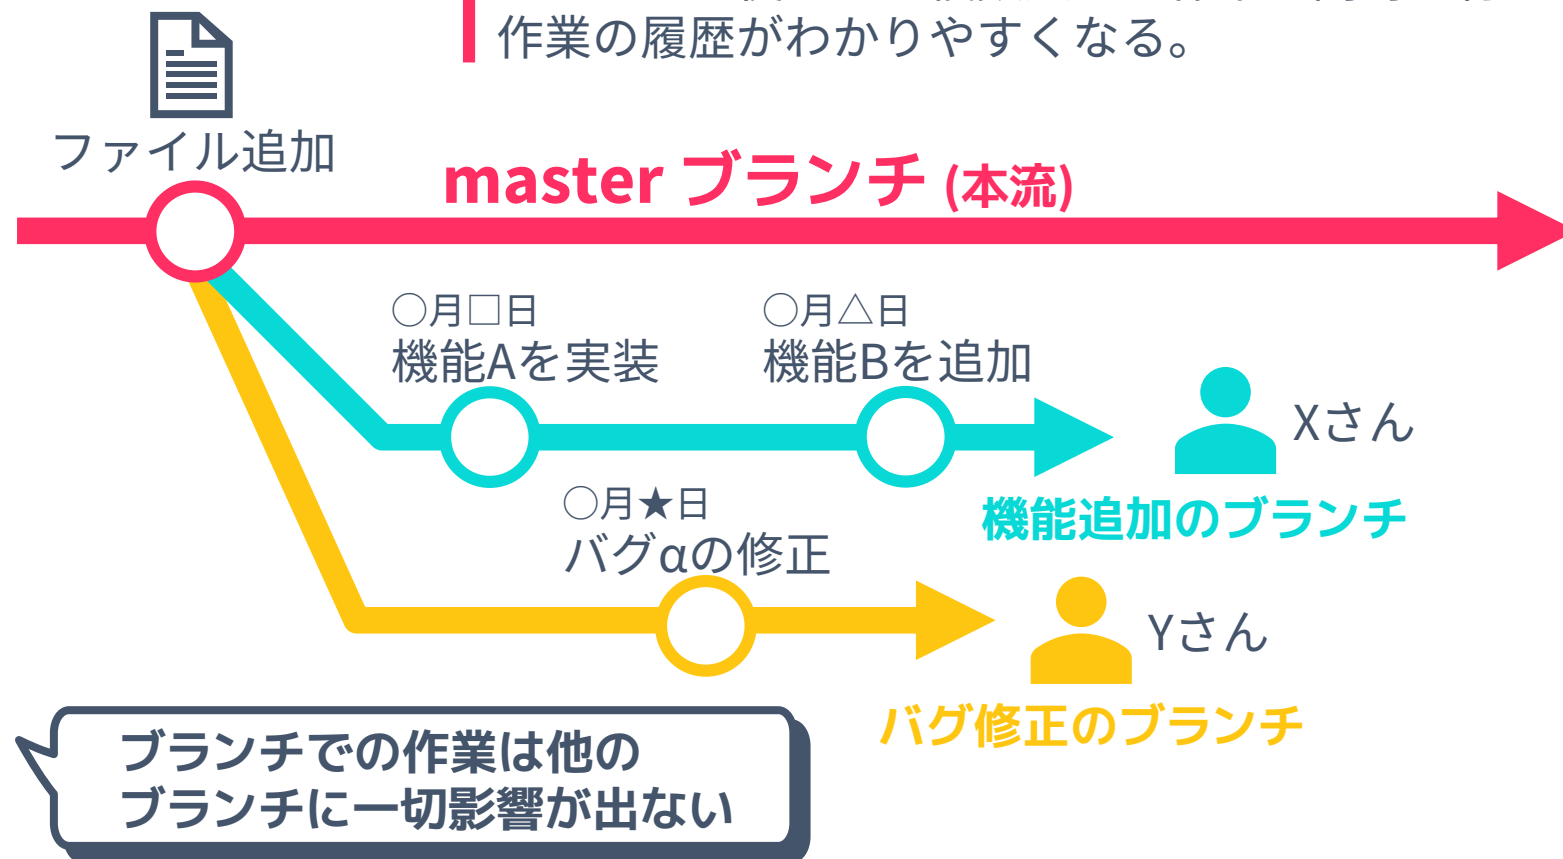 作業の履歴がわかりやすくなる。
ファイル追加
master ブランチ (本流)
○月□日
機能Aを実装
○月△日
機能Bを追加
Xさん
機能追加のブランチ
○月★日
バグαの修正
Yさん
バグ修正のブランチ
ブランチでの作業は他の
ブランチに一切影響が出ない